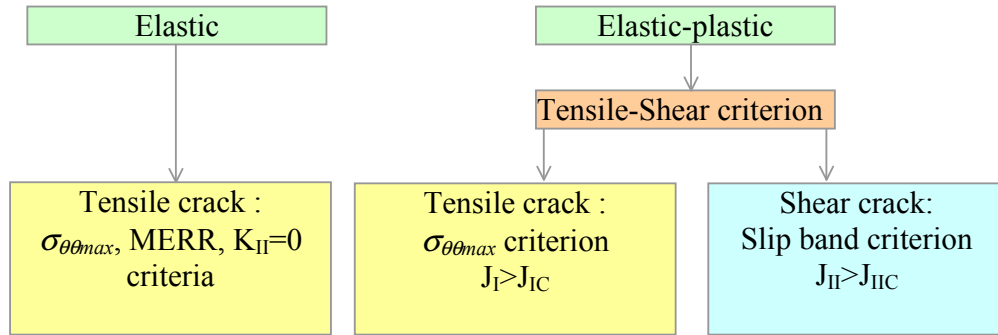 Elastic
Elastic-plastic
Tensile-Shear criterion
Tensile crack :
σθθmax, MERR, KII=0
criteria
Tensile crack :
σθθmax criterion
JI>JIC
Shear crack:
Slip band criterion
JII>JIIC